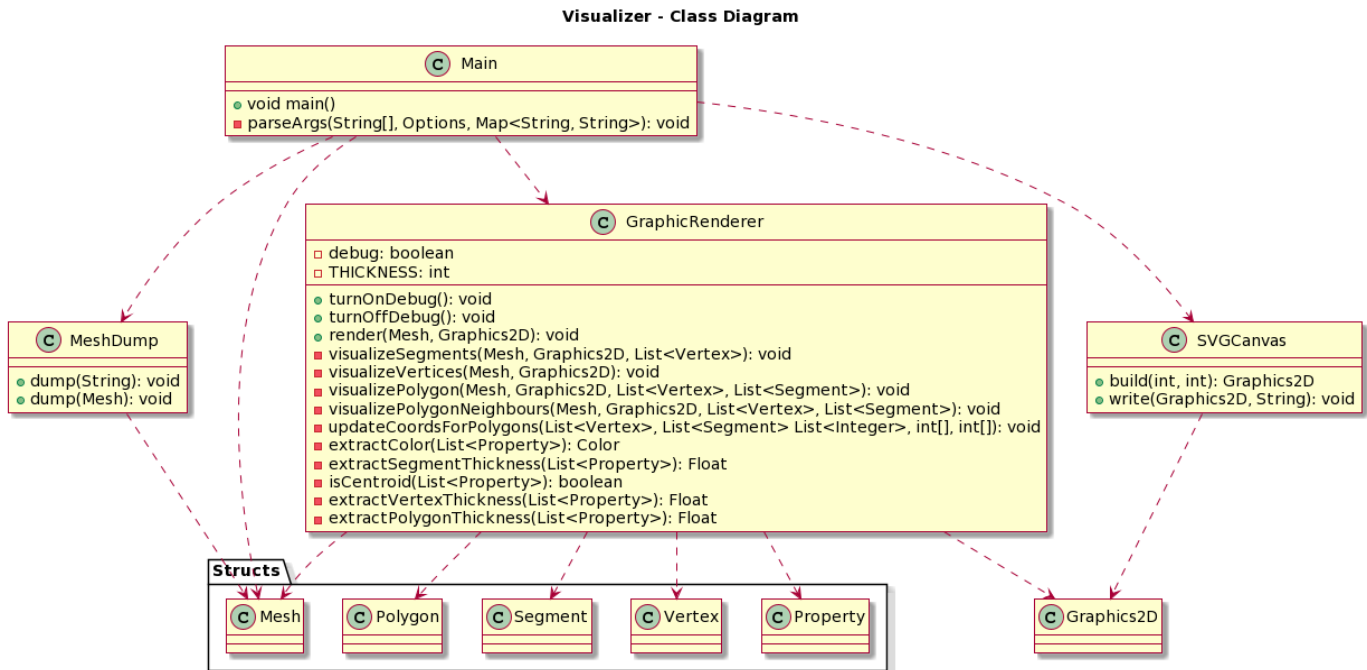 Visualizer - Class Diagram
C Main
void main()
parseArgs(String[], Options, Map<String, String>): void
C GraphicRenderer
debug: boolean
THICKNESS: int
turnOnDebug(): void
turnOffDebug(): void
render(Mesh, Graphics2D): void
visualizeSegments(Mesh, Graphics2D, List<Vertex>): void
visualizeVertices(Mesh, Graphics2D): void
visualizePolygon(Mesh, Graphics2D, List<Vertex>, List<Segment>): void
visualizePolygonNeighbours(Mesh, Graphics2D, List<Vertex>, List<Segment>): void
updateCoordsForPolygons(List<Vertex>, List<Segment> List<Integer>, int[], int[]): void
extractColor(List<Property>): Color
extractSegmentThickness(List<Property>): Float
isCentroid(List<Property>): boolean
extractVertexThickness(List<Property>): Float
extractPolygonThickness(List<Property>): Float
C MeshDump
dump(String): void
dump(Mesh): void
C SVGCanvas
build(int, int): Graphics2D
write(Graphics2D, String): void
Structs
C Mesh
C Polygon
C Segment
C Vertex
C Property
C Graphics2D